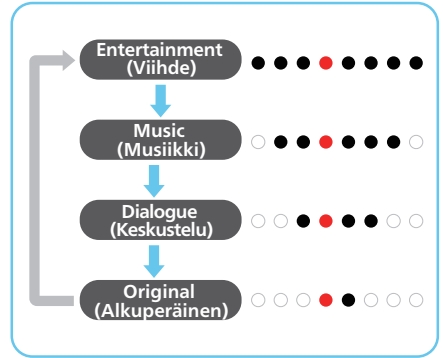 Entertainment
(Viihde)
Music
(Musiikki)
Dialogue
(Keskustelu)
Original
(Alkuperäinen)